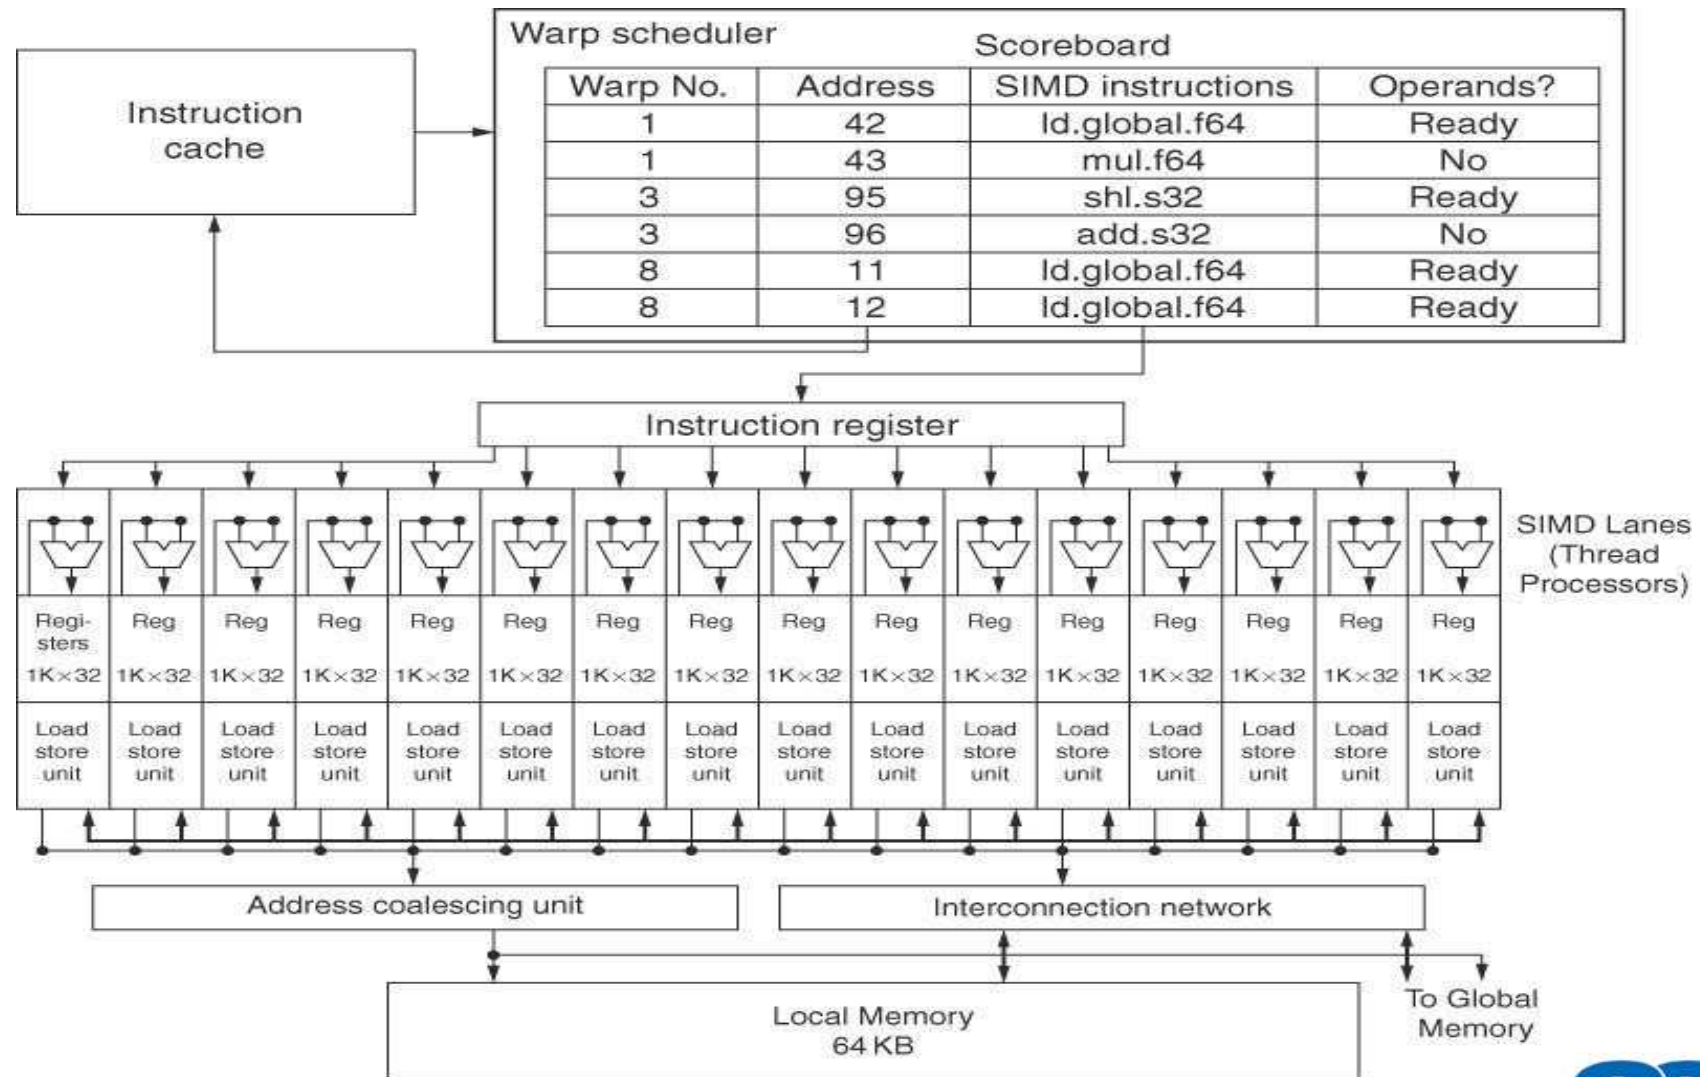 Warp scheduler
Scoreboard
Warp No. Address SIMD instructions Operands?
1 42 ld.global.f64 Ready
1 43 mul.f64 No
3 95 shl.s32 Ready
3 96 add.s32 No
8 11 ld.global.f64 Ready
8 12 ld.global.f64 Ready
Instruction
cache
Instruction register
SIMD Lanes
(Thread
Processors)
Regi- Reg Reg Reg Reg Reg Reg Reg Reg Reg Reg Reg Reg Reg Reg Reg
sters
1K×32 1K×32 1K×32 1K×32 1K×32 1K×32 1K×32 1K×32 1K×32 1K×32 1K×32 1K×32 1K×32 1K×32 1K×32 1K×32
Load Load Load Load Load Load Load Load Load Load Load Load Load Load Load Load
store store store store store store store store store store store store store store store store
unit unit unit unit unit unit unit unit unit unit unit unit unit unit unit unit
Address coalescing unit
Interconnection network
Local Memory
64 KB
To Global
Memory